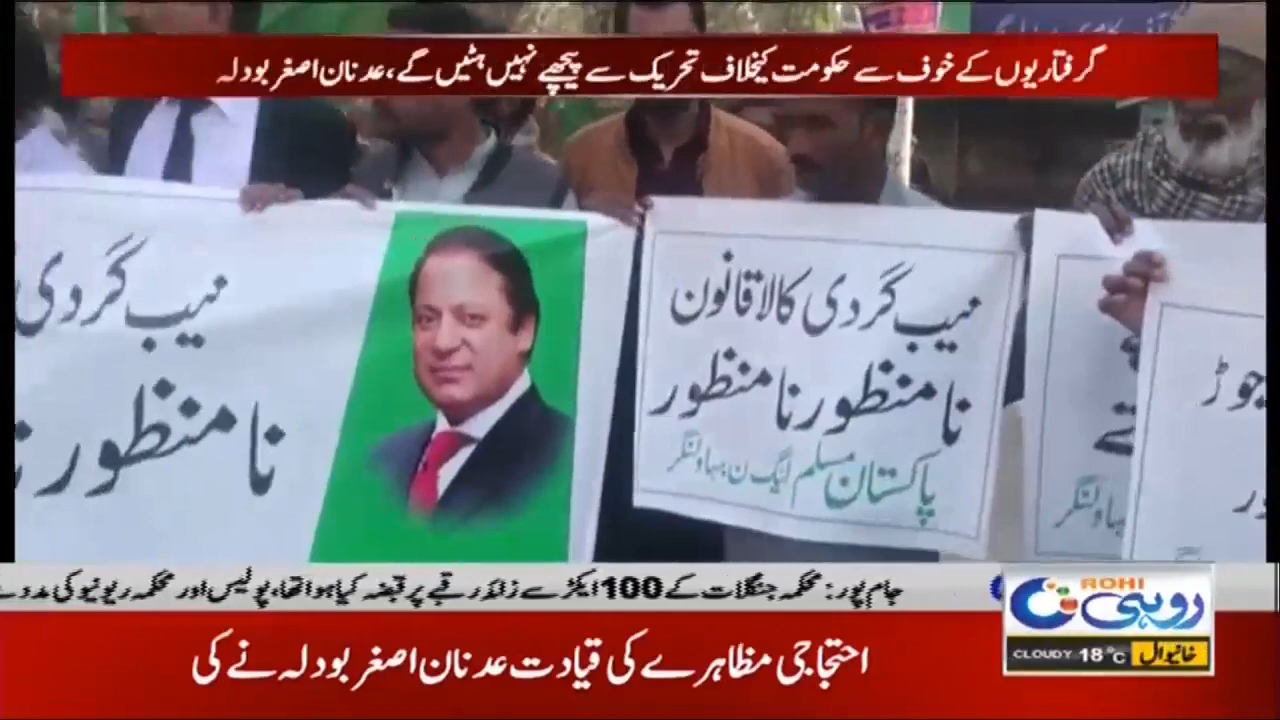 گرفتاریوں کے خوف سے حکومت کیخلاف تحریک سے پیچھے نہیں ہٹیں گے، عدنان اصغر بودلہ
نیب گردی
نامنظور
نیب گردی کالا قانون
نامنظور نامنظور
پاکستان مسلم لیگ ن بہاولنگر
بہاولنگر
جام پور: محکمہ جنگلات کے 100 ایکڑ سے زائد رقبے پر قبضہ کیا ہوا تھا، پولیس اور محکمہ ریونیو کی مدد سے
ROHI
روہی
CLOUDY 18°C
خانیوال
احتجاجی مظاہرے کی قیادت عدنان اصغر بودلہ نے کی